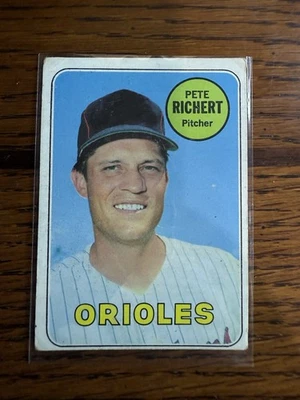 PETE
RICHERT
Pitcher
ORIOLES